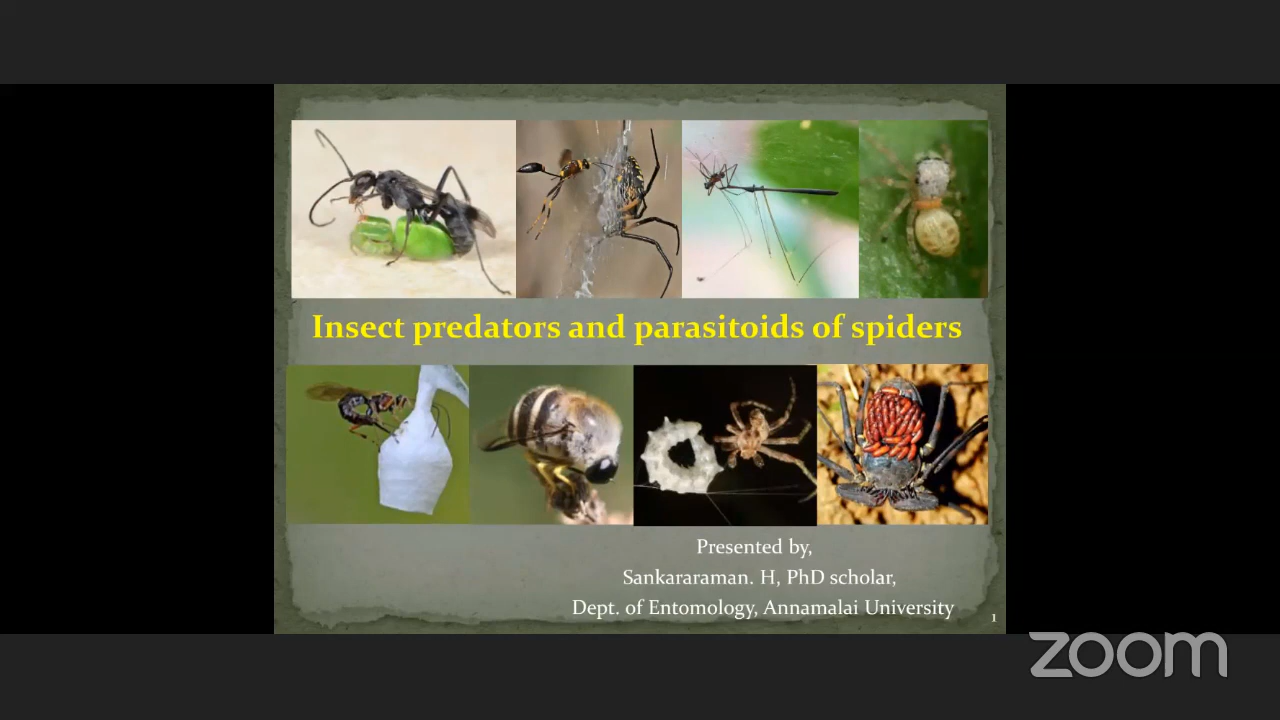 Insect predators and parasitoids of spiders
Presented by,
Sankararaman. H, PhD scholar,
Dept. of Entomology, Annamalai University
1
zoom